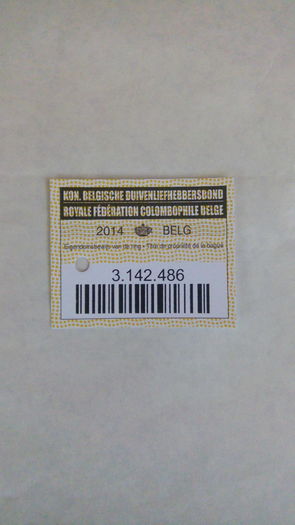 KON. BELGISCHE DUIVENLIEFHEBBERSBOND
ROYALE FÉDÉRATION COLOMBOPHILE BELGE
2014 BELG
Eigendomsbewijs van de ring - Titre de propriété de la bague
3.142.486